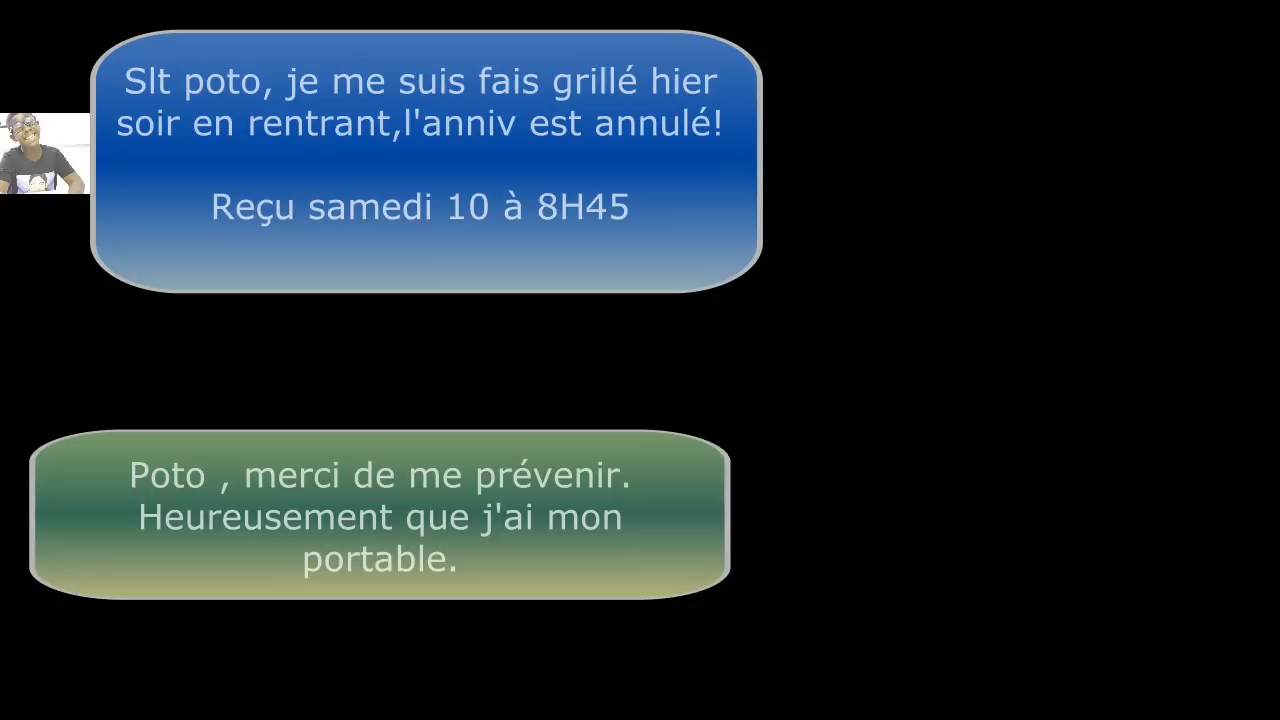 Slt poto, je me suis fais grillé hier
soir en rentrant,l'anniv est annulé!
Reçu samedi 10 à 8H45
Poto , merci de me prévenir.
Heureusement que j'ai mon
portable.